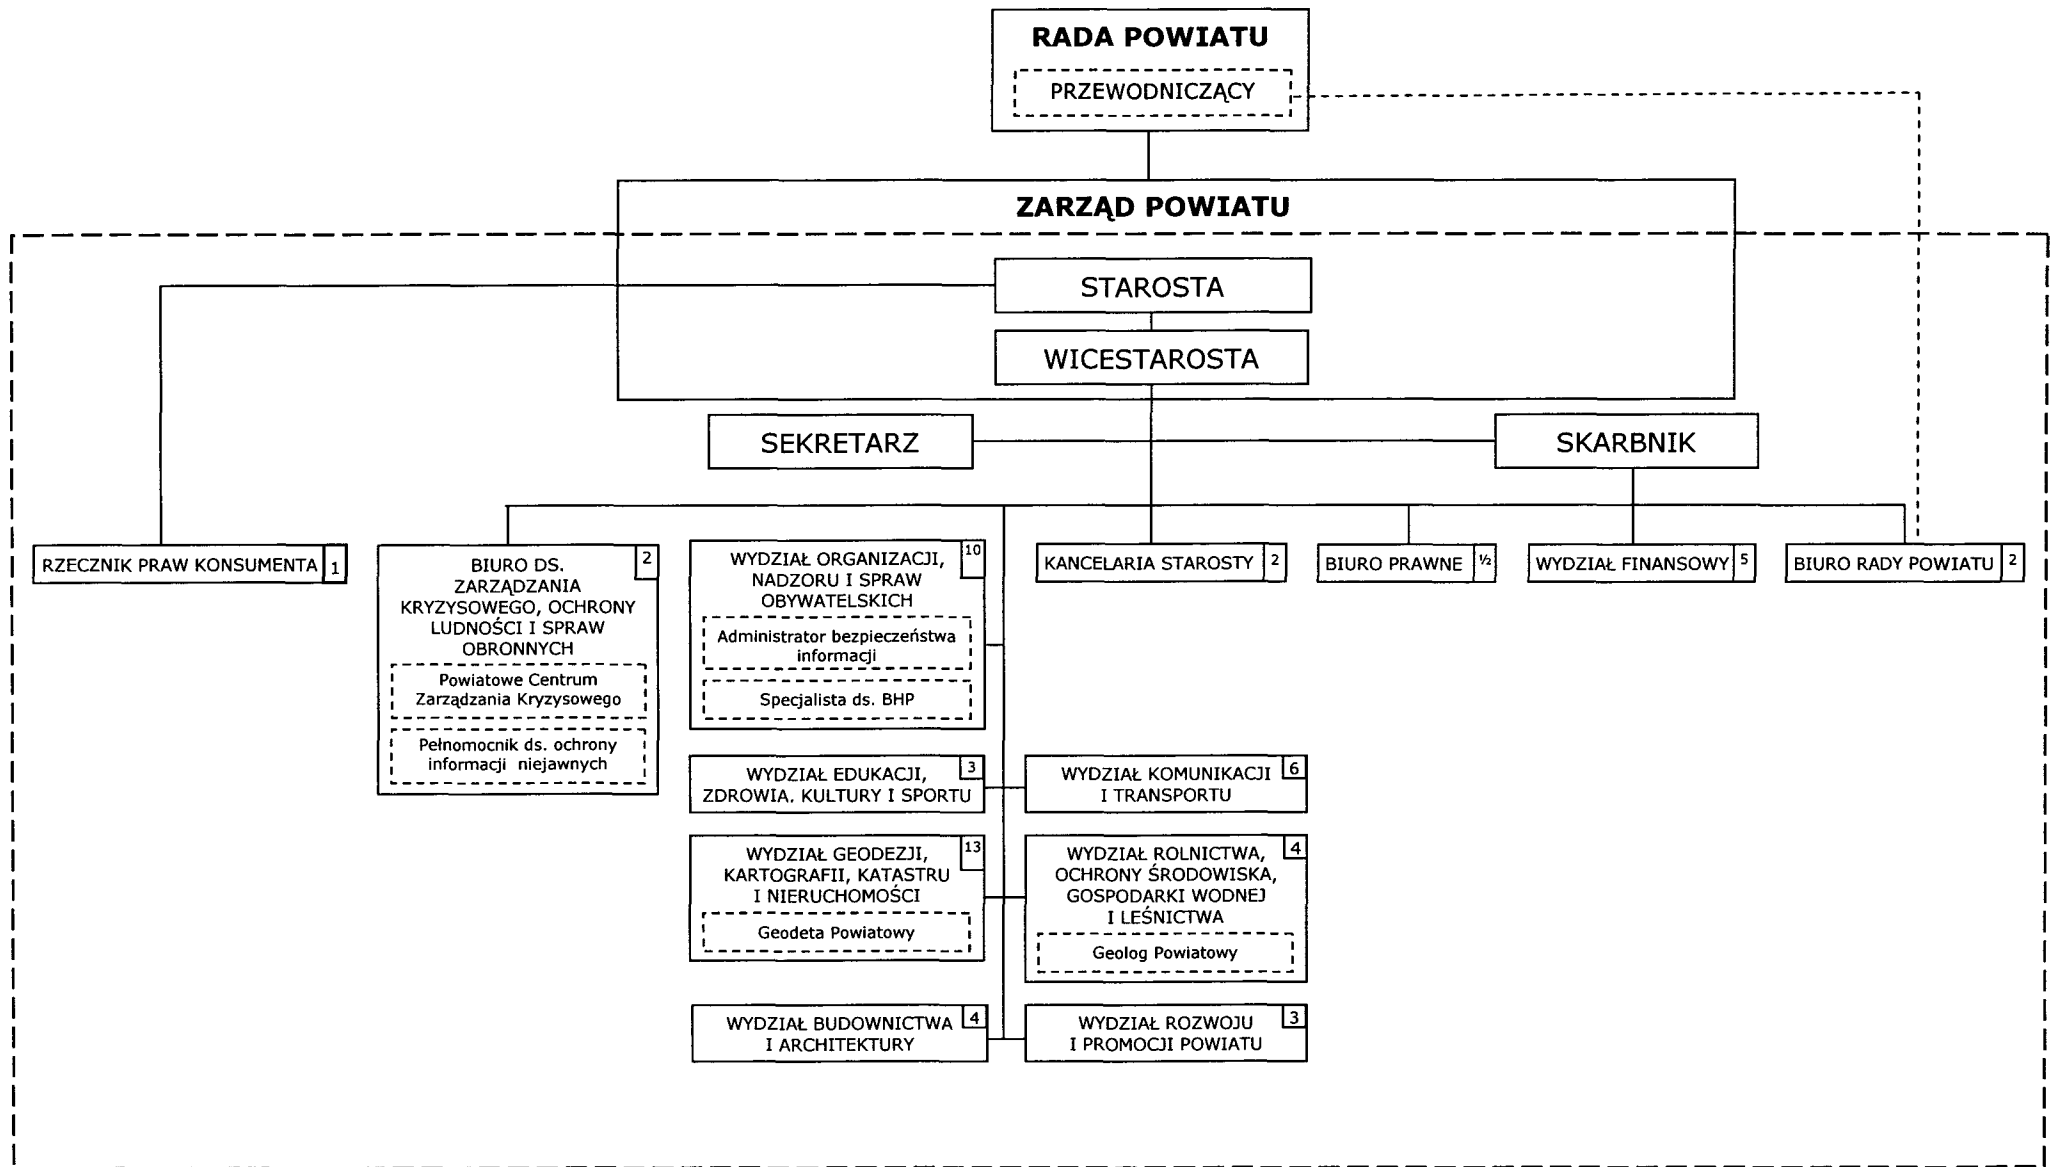 RADA POWIATU
PRZEWODNICZĄCY
ZARZĄD POWIATU
STAROSTA
WICESTAROSTA
SEKRETARZ
SKARBNIK
RZECZNIK PRAW KONSUMENTA 1
BIURO DS. 2
ZARZĄDZANIA
KRYZYSOWEGO, OCHRONY
LUDNOŚCI I SPRAW
OBRONNYCH
Powiatowe Centrum
Zarządzania Kryzysowego
Pełnomocnik ds. ochrony
informacji niejawnych
WYDZIAŁ ORGANIZACJI, 10
NADZORU I SPRAW
OBYWATELSKICH
Administrator bezpieczeństwa
informacji
Specjalista ds. BHP
KANCELARIA STAROSTY 2
BIURO PRAWNE ½
WYDZIAŁ FINANSOWY 5
BIURO RADY POWIATU 2
WYDZIAŁ EDUKACJI, 3
ZDROWIA. KULTURY I SPORTU
WYDZIAŁ KOMUNIKACJI 6
I TRANSPORTU
WYDZIAŁ GEODEZJI, 13
KARTOGRAFII, KATASTRU
I NIERUCHOMOŚCI
Geodeta Powiatowy
WYDZIAŁ ROLNICTWA, 4
OCHRONY ŚRODOWISKA,
GOSPODARKI WODNEJ
I LEŚNICTWA
Geolog Powiatowy
WYDZIAŁ BUDOWNICTWA 4
I ARCHITEKTURY
WYDZIAŁ ROZWOJU 3
I PROMOCJI POWIATU